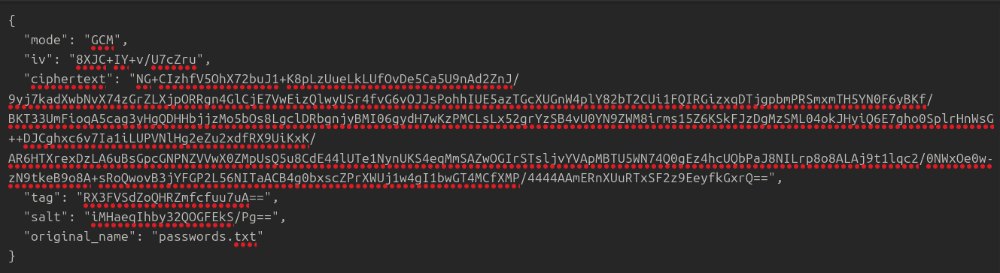 {
"mode": "GCM",
"iv": "8XJC+IY+v/U7cZru",
"ciphertext": "NG+CIzhfV5OhX72buJ1+K8pLzUueLkLUfOvDe5Ca5U9nAd2ZnJ/
9yj7kadXwbNvX74zGrZLXjpORRgn4GlCjE7VwEizQlwyUSr4fvG6vOJJsPohhIUE5azTGcXUGnW4plY82bT2CUi1FQIRGizxqDTjgpbmPRSmxmTH5YN0F6yBKf/
BKT33UmFioqA5cag3yHgQDHHbjjzMo5bOs8LgclDRbgnjyBMI06gydH7wKzPMCLsLx52grYzSB4vU0YN9ZWM8irms15Z6KSkFJzDgMzSML04okJHyiQ6E7gho0SplrHnWsG
++DJCghxc6v7Ia1iLUPVNlHg2eZu2xdfRX9UiKxK/
AR6HTXrexDzLA6uBsGpcGNPNZVVwX0ZMpUsQ5u8CdE44lUTe1NynUKS4eqMmSAZwOGIrSTsljvYVApMBTU5WN74Q0gEz4hcUQbPaJ8NILrp8o8ALAj9t1lqc2/0NWxOe0w-
zN9tkeB9o8A+sRoQwovB3jYFGP2L56NITaACB4g0bxscZPrXWUj1w4gI1bwGT4MCfXMP/4444AAmERnXUuRTxSF2z9EeyfkGxrQ==",
"tag": "RX3FVSdZoQHRZmfcfuu7uA==",
"salt": "iMHaeqIhby32QOGFEkS/Pg==",
"original_name": "passwords.txt"
}